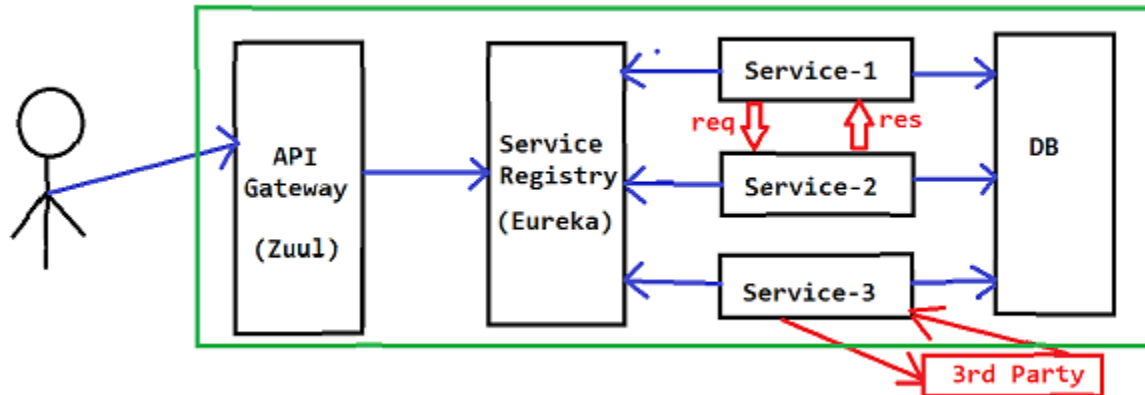 API
Gateway
(Zuul)
Service
Registry
(Eureka)
Service-1
req
res
Service-2
Service-3
DB
3rd Party